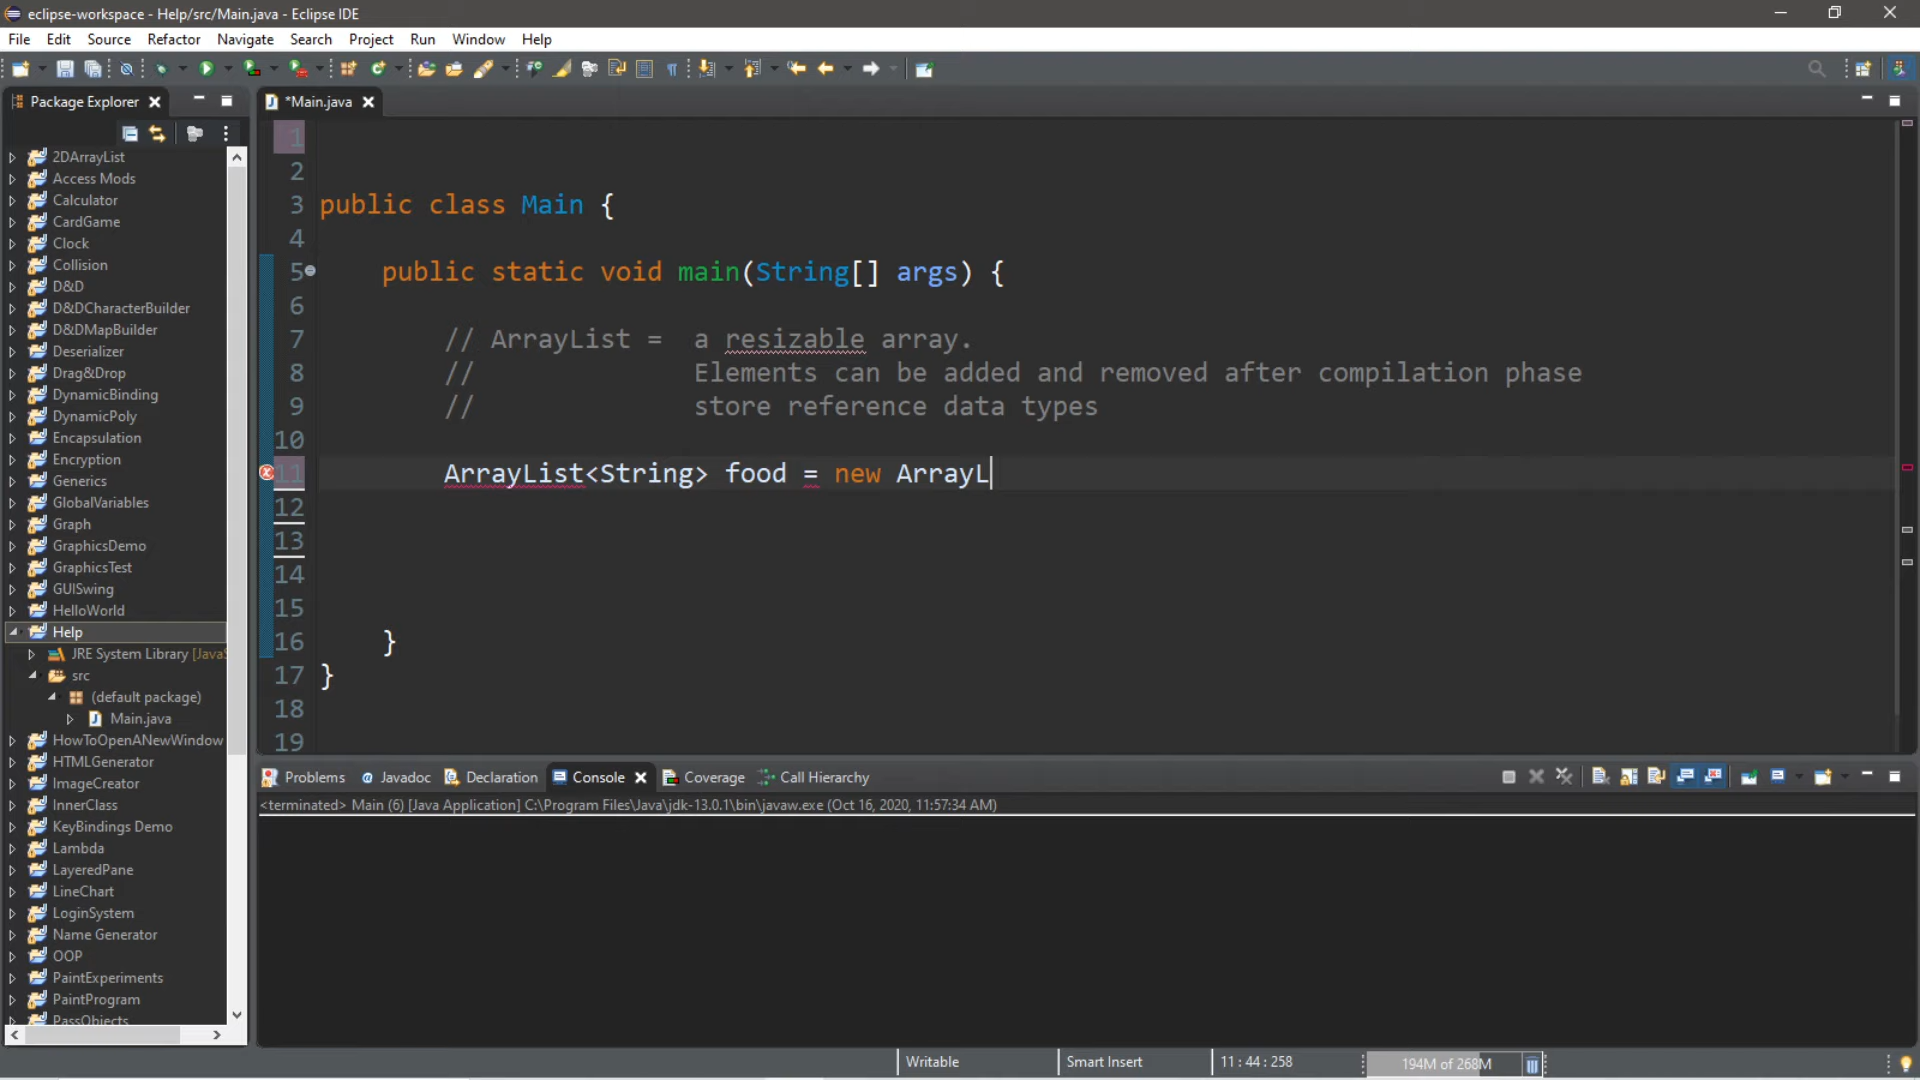 eclipse-workspace - Help/src/Main.java - Eclipse IDE
File Edit Source Refactor Navigate Search Project Run Window Help
Package Explorer
*Main.java
2DArrayList
Access Mods
Calculator
CardGame
Clock
Collision
D&D
D&DCharacterBuilder
D&DMapBuilder
Deserializer
Drag&Drop
DynamicBinding
DynamicPoly
Encapsulation
Encryption
Generics
GlobalVariables
Graph
GraphicsDemo
GraphicsTest
GUISwing
HelloWorld
Help
JRE System Library [JavaS
src
(default package)
Main.java
HowToOpenANewWindow
HTMLGenerator
ImageCreator
InnerClass
KeyBindings Demo
Lambda
LayeredPane
LineChart
LoginSystem
Name Generator
OOP
PaintExperiments
PaintProgram
PassObjects
1
2
3 public class Main {
4
5 public static void main(String[] args) {
6
7 // ArrayList = a resizable array.
8 // Elements can be added and removed after compilation phase
9 // store reference data types
10
11 ArrayList<String> food = new ArrayL
12
13
14
15
16 }
17 }
18
19
Problems Javadoc Declaration Console Coverage Call Hierarchy
<terminated> Main (6) [Java Application] C:\Program Files\Java\jdk-13.0.1\bin\javaw.exe (Oct 16, 2020, 11:57:34 AM)
Writable Smart Insert 11 : 44 : 258 194M of 268M